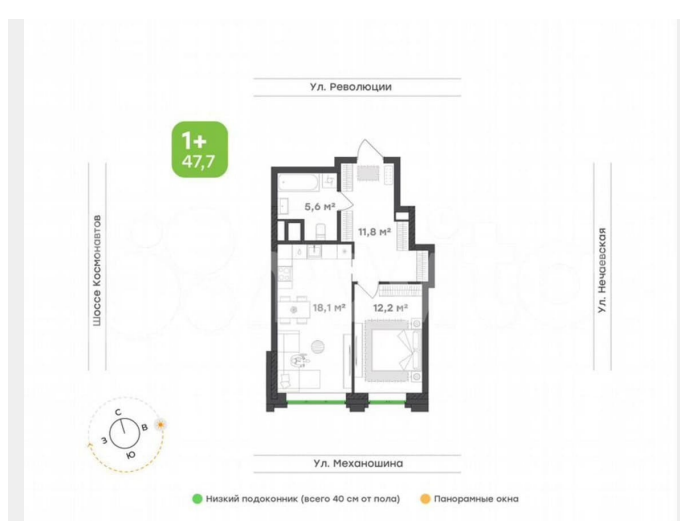 Ул. Революции
1+
47,7
5,6 м²
11,8 м²
Шоссе Космонавтов
Ул. Нечаевская
18,1 м²
12,2 м²
С
В
З
Ю
Ул. Механошина
Низкий подоконник (всего 40 см от пола)
Панорамные окна